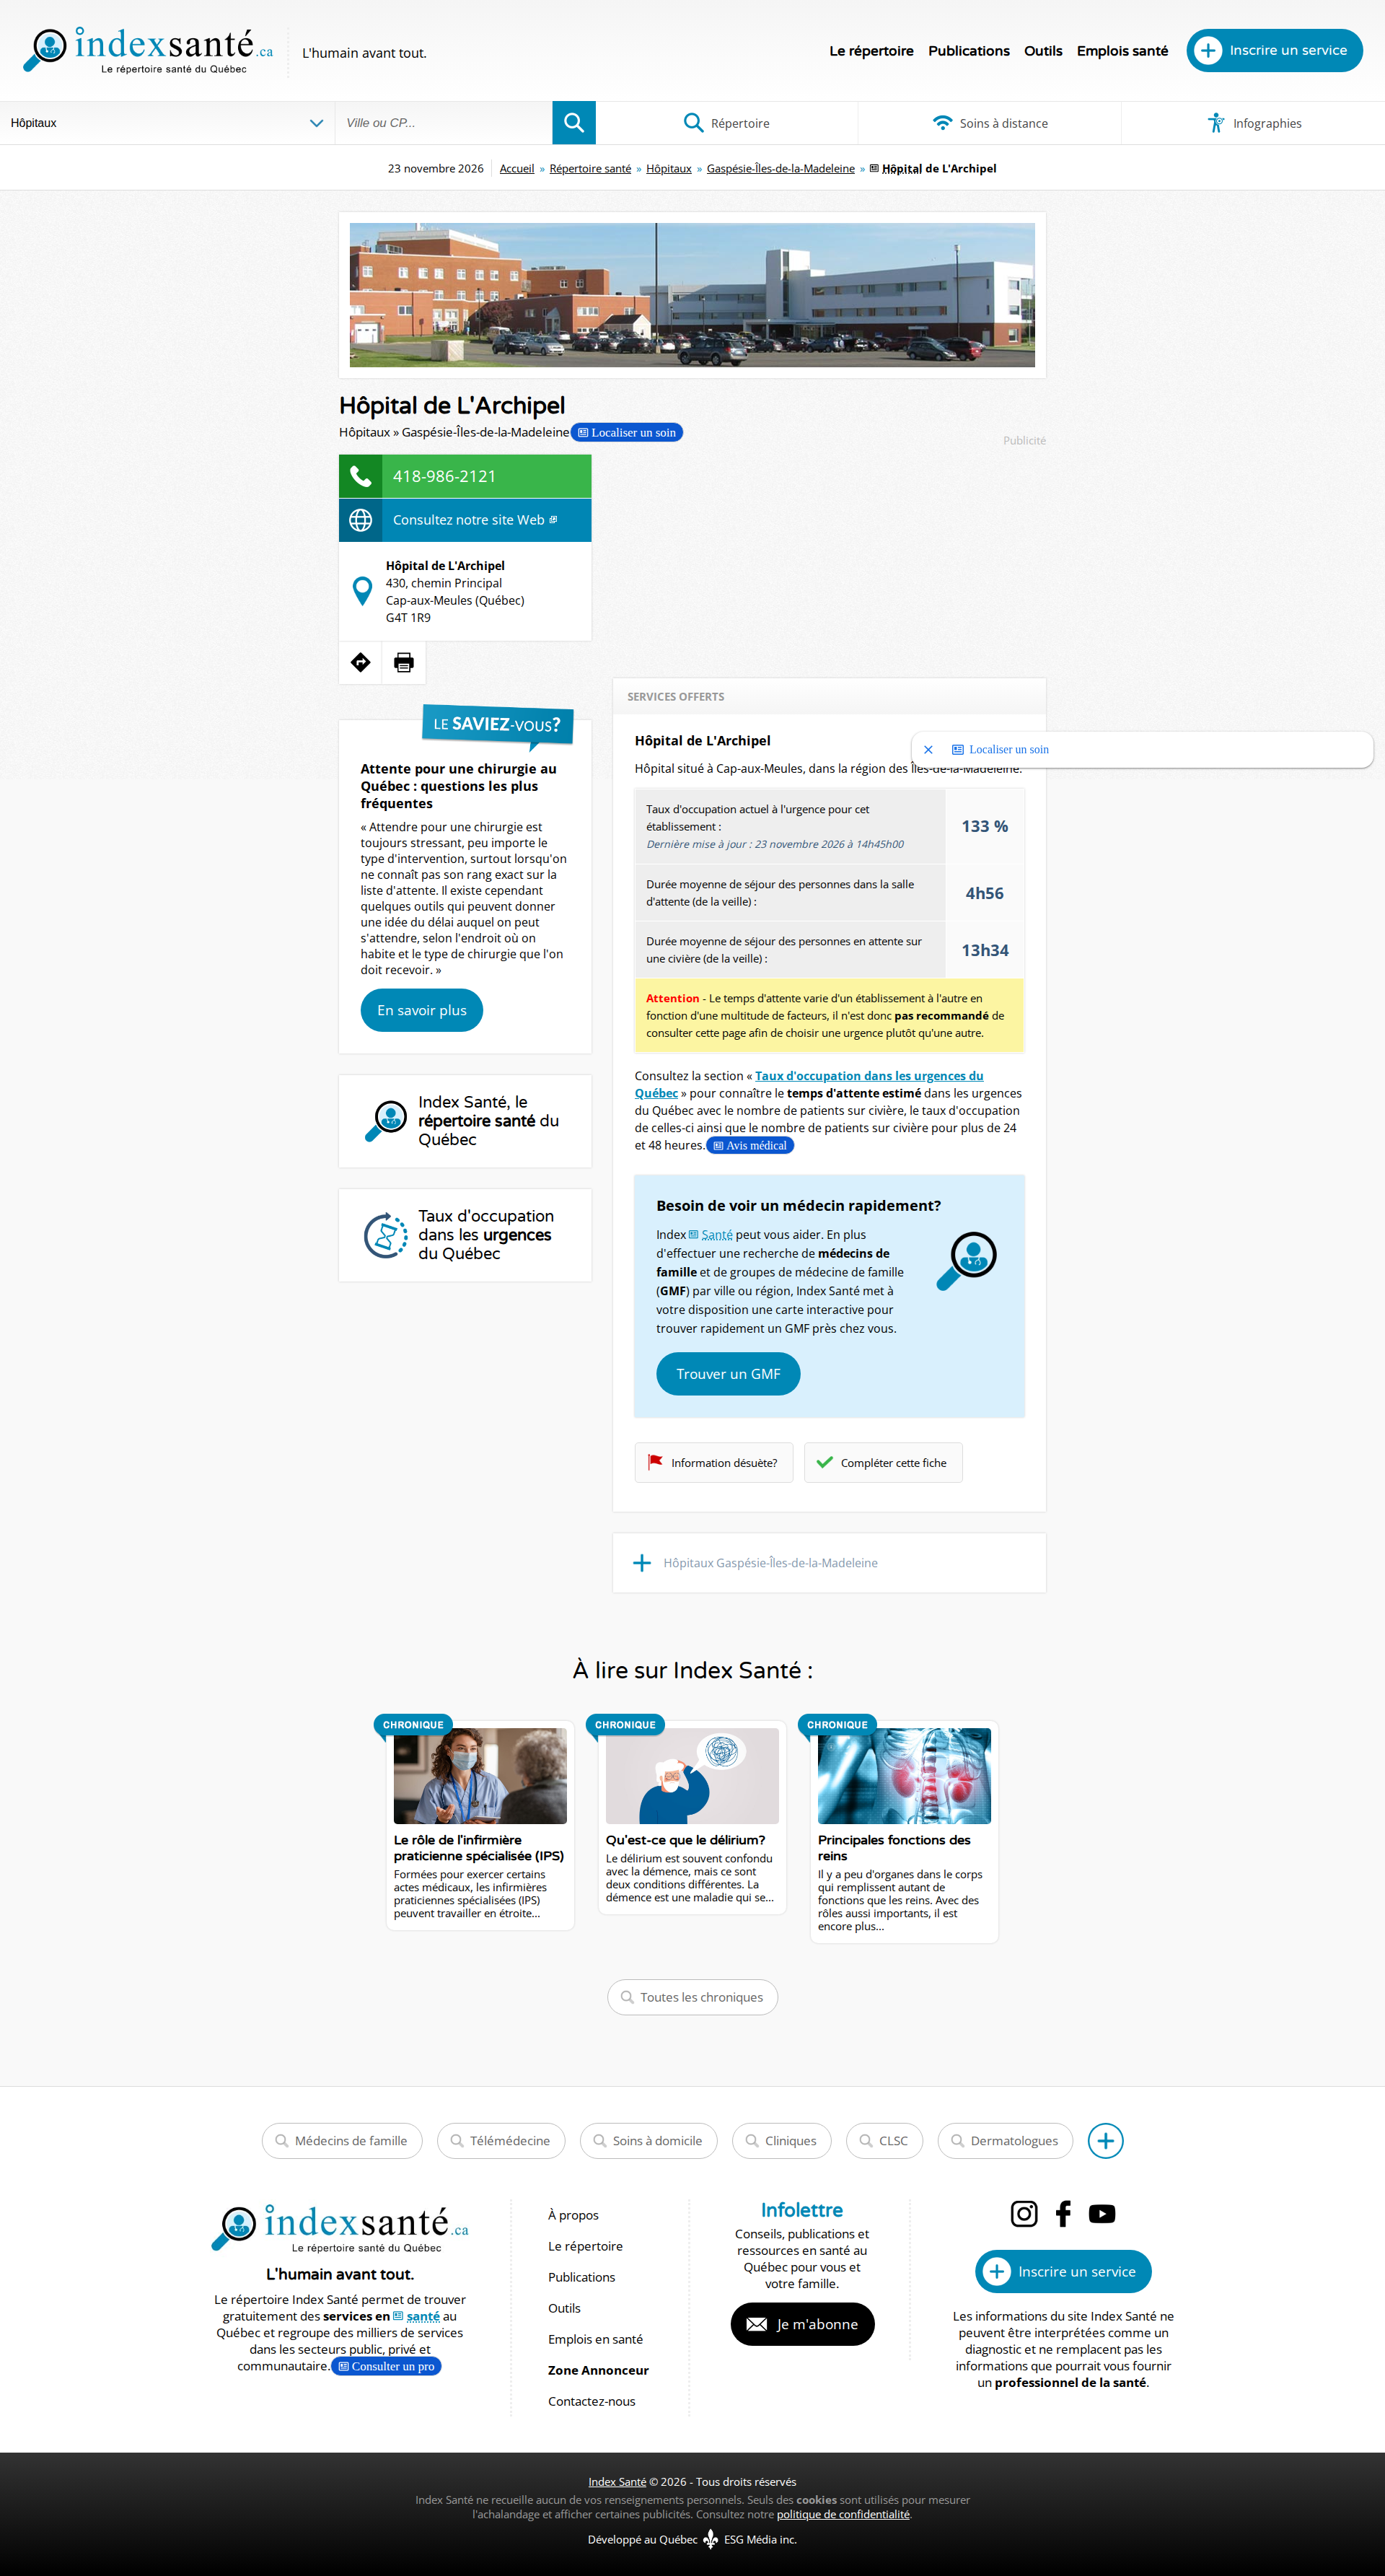 indexsanté.ca
Le répertoire santé du Québec
L'humain avant tout.
Le répertoire
Publications
Outils
Emplois santé
Inscrire un service
Hôpitaux
Ville ou CP...
Répertoire
Soins à distance
Infographies
23 novembre 2026
Accueil » Répertoire santé » Hôpitaux » Gaspésie-Îles-de-la-Madeleine » Hôpital de L'Archipel
Hôpital de L'Archipel
Hôpitaux » Gaspésie-Îles-de-la-Madeleine Localiser un soin
Publicité
418-986-2121
Consultez notre site Web
Hôpital de L'Archipel
430, chemin Principal
Cap-aux-Meules (Québec)
G4T 1R9
LE SAVIEZ-VOUS?
Attente pour une chirurgie au
Québec : questions les plus
fréquentes
« Attendre pour une chirurgie est
toujours stressant, peu importe le
type d'intervention, surtout lorsqu'on
ne connaît pas son rang exact sur la
liste d'attente. Il existe cependant
quelques outils qui peuvent donner
une idée du délai auquel on peut
s'attendre, selon l'endroit où on
habite et le type de chirurgie que l'on
doit recevoir. »
En savoir plus
Index Santé, le
répertoire santé du
Québec
Taux d'occupation
dans les urgences
du Québec
SERVICES OFFERTS
Hôpital de L'Archipel
Localiser un soin
Hôpital situé à Cap-aux-Meules, dans la région des Îles-de-la-Madeleine.
Taux d'occupation actuel à l'urgence pour cet
établissement :
Dernière mise à jour : 23 novembre 2026 à 14h45h00
133 %
Durée moyenne de séjour des personnes dans la salle
d'attente (de la veille) :
4h56
Durée moyenne de séjour des personnes en attente sur
une civière (de la veille) :
13h34
Attention - Le temps d'attente varie d'un établissement à l'autre en
fonction d'une multitude de facteurs, il n'est donc pas recommandé de
consulter cette page afin de choisir une urgence plutôt qu'une autre.
Consultez la section « Taux d'occupation dans les urgences du
Québec » pour connaître le temps d'attente estimé dans les urgences
du Québec avec le nombre de patients sur civière, le taux d'occupation
de celles-ci ainsi que le nombre de patients sur civière pour plus de 24
et 48 heures. Avis médical
Besoin de voir un médecin rapidement?
Index Santé peut vous aider. En plus
d'effectuer une recherche de médecins de
famille et de groupes de médecine de famille
(GMF) par ville ou région, Index Santé met à
votre disposition une carte interactive pour
trouver rapidement un GMF près chez vous.
Trouver un GMF
Information désuète?
Compléter cette fiche
Hôpitaux Gaspésie-Îles-de-la-Madeleine
À lire sur Index Santé :
CHRONIQUE
Le rôle de l'infirmière
praticienne spécialisée (IPS)
Formées pour exercer certains
actes médicaux, les infirmières
praticiennes spécialisées (IPS)
peuvent travailler en étroite...
CHRONIQUE
Qu'est-ce que le délirium?
Le délirium est souvent confondu
avec la démence, mais ce sont
deux conditions différentes. La
démence est une maladie qui se...
CHRONIQUE
Principales fonctions des
reins
Il y a peu d'organes dans le corps
qui remplissent autant de
fonctions que les reins. Avec des
rôles aussi importants, il est
encore plus...
Toutes les chroniques
Médecins de famille
Télémédecine
Soins à domicile
Cliniques
CLSC
Dermatologues
indexsanté.ca
Le répertoire santé du Québec
L'humain avant tout.
Le répertoire Index Santé permet de trouver
gratuitement des services en santé au
Québec et regroupe des milliers de services
dans les secteurs public, privé et
communautaire. Consulter un pro
À propos
Le répertoire
Publications
Outils
Emplois en santé
Zone Annonceur
Contactez-nous
Infolettre
Conseils, publications et
ressources en santé au
Québec pour vous et
votre famille.
Je m'abonne
Inscrire un service
Les informations du site Index Santé ne
peuvent être interprétées comme un
diagnostic et ne remplacent pas les
informations que pourrait vous fournir
un professionnel de la santé.
Index Santé © 2026 - Tous droits réservés
Index Santé ne recueille aucun de vos renseignements personnels. Seuls des cookies sont utilisés pour mesurer
l'achalandage et afficher certaines publicités. Consultez notre politique de confidentialité.
Développé au Québec ESG Média inc.